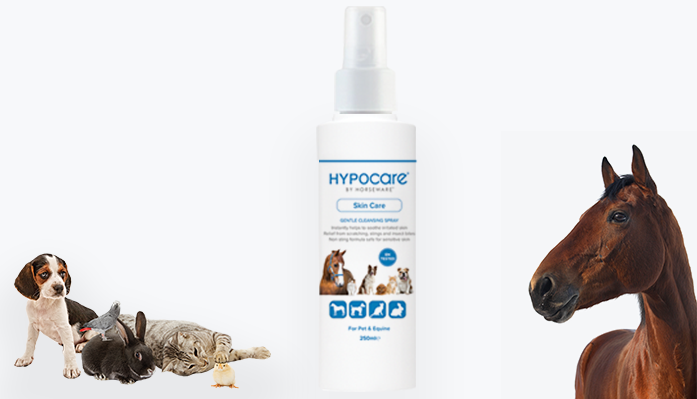 HYPOCARE®
BY HORSEWARE®
Skin Care
GENTLE CLEANSING SPRAY
Instantly helps to soothe irritated skin
Relief from scratching, stings and insect bites
Non sting formula safe for sensitive skin
For Pet & Equine
250ml℮